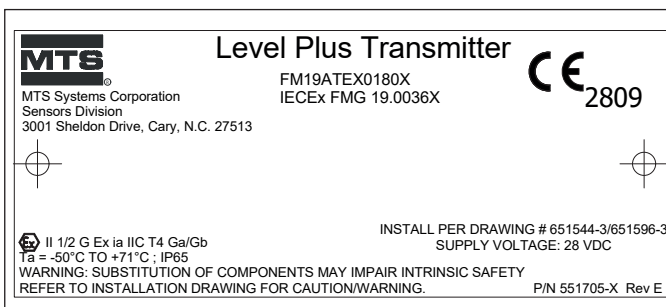 MTS
®
Level Plus Transmitter
FM19ATEX0180X
IECEx FMG 19.0036X
CE 2809
MTS Systems Corporation
Sensors Division
3001 Sheldon Drive, Cary, N.C. 27513
INSTALL PER DRAWING # 651544-3/651596-3
SUPPLY VOLTAGE: 28 VDC
Ex II 1/2 G Ex ia IIC T4 Ga/Gb
Ta = -50°C TO +71°C ; IP65
WARNING: SUBSTITUTION OF COMPONENTS MAY IMPAIR INTRINSIC SAFETY
REFER TO INSTALLATION DRAWING FOR CAUTION/WARNING.
P/N 551705-X Rev E